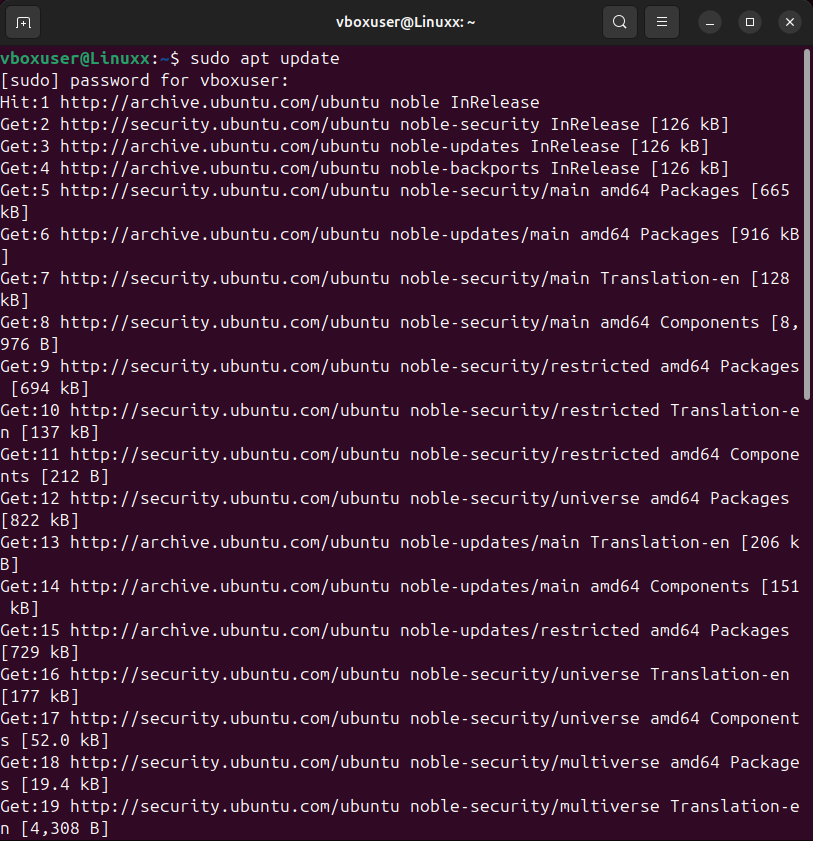 vboxuser@Linuxx: ~
vboxuser@Linuxx:~$ sudo apt update
[sudo] password for vboxuser:
Hit:1 http://archive.ubuntu.com/ubuntu noble InRelease
Get:2 http://security.ubuntu.com/ubuntu noble-security InRelease [126 kB]
Get:3 http://archive.ubuntu.com/ubuntu noble-updates InRelease [126 kB]
Get:4 http://archive.ubuntu.com/ubuntu noble-backports InRelease [126 kB]
Get:5 http://security.ubuntu.com/ubuntu noble-security/main amd64 Packages [665
kB]
Get:6 http://archive.ubuntu.com/ubuntu noble-updates/main amd64 Packages [916 kB
]
Get:7 http://security.ubuntu.com/ubuntu noble-security/main Translation-en [128
kB]
Get:8 http://security.ubuntu.com/ubuntu noble-security/main amd64 Components [8,
976 B]
Get:9 http://security.ubuntu.com/ubuntu noble-security/restricted amd64 Packages
 [694 kB]
Get:10 http://security.ubuntu.com/ubuntu noble-security/restricted Translation-e
n [137 kB]
Get:11 http://security.ubuntu.com/ubuntu noble-security/restricted amd64 Compone
nts [212 B]
Get:12 http://security.ubuntu.com/ubuntu noble-security/universe amd64 Packages
[822 kB]
Get:13 http://archive.ubuntu.com/ubuntu noble-updates/main Translation-en [206 k
B]
Get:14 http://archive.ubuntu.com/ubuntu noble-updates/main amd64 Components [151
 kB]
Get:15 http://archive.ubuntu.com/ubuntu noble-updates/restricted amd64 Packages
[729 kB]
Get:16 http://security.ubuntu.com/ubuntu noble-security/universe Translation-en
[177 kB]
Get:17 http://security.ubuntu.com/ubuntu noble-security/universe amd64 Component
s [52.0 kB]
Get:18 http://security.ubuntu.com/ubuntu noble-security/multiverse amd64 Package
s [19.4 kB]
Get:19 http://security.ubuntu.com/ubuntu noble-security/multiverse Translation-e
n [4,308 B]